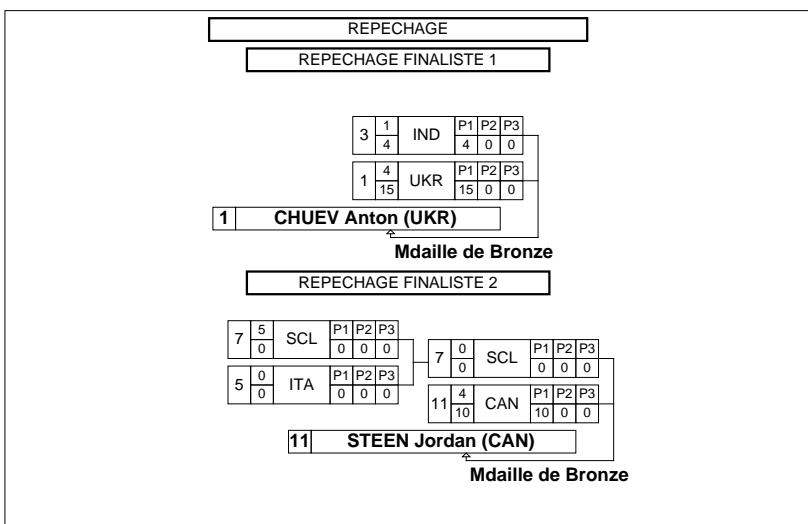 REPECHAGE
REPECHAGE FINALISTE 1
3 1 4 IND P1 P2 P3 4 0 0
1 4 15 UKR P1 P2 P3 15 0 0
1 CHUEV Anton (UKR)
Mdaille de Bronze
REPECHAGE FINALISTE 2
7 5 0 SCL P1 P2 P3 0 0 0
5 0 0 ITA P1 P2 P3 0 0 0
7 0 0 SCL P1 P2 P3 0 0 0
11 4 10 CAN P1 P2 P3 10 0 0
11 STEEN Jordan (CAN)
Mdaille de Bronze